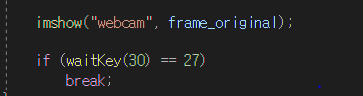 imshow("webcam", frame_original);
if (waitKey(30) == 27)
break;